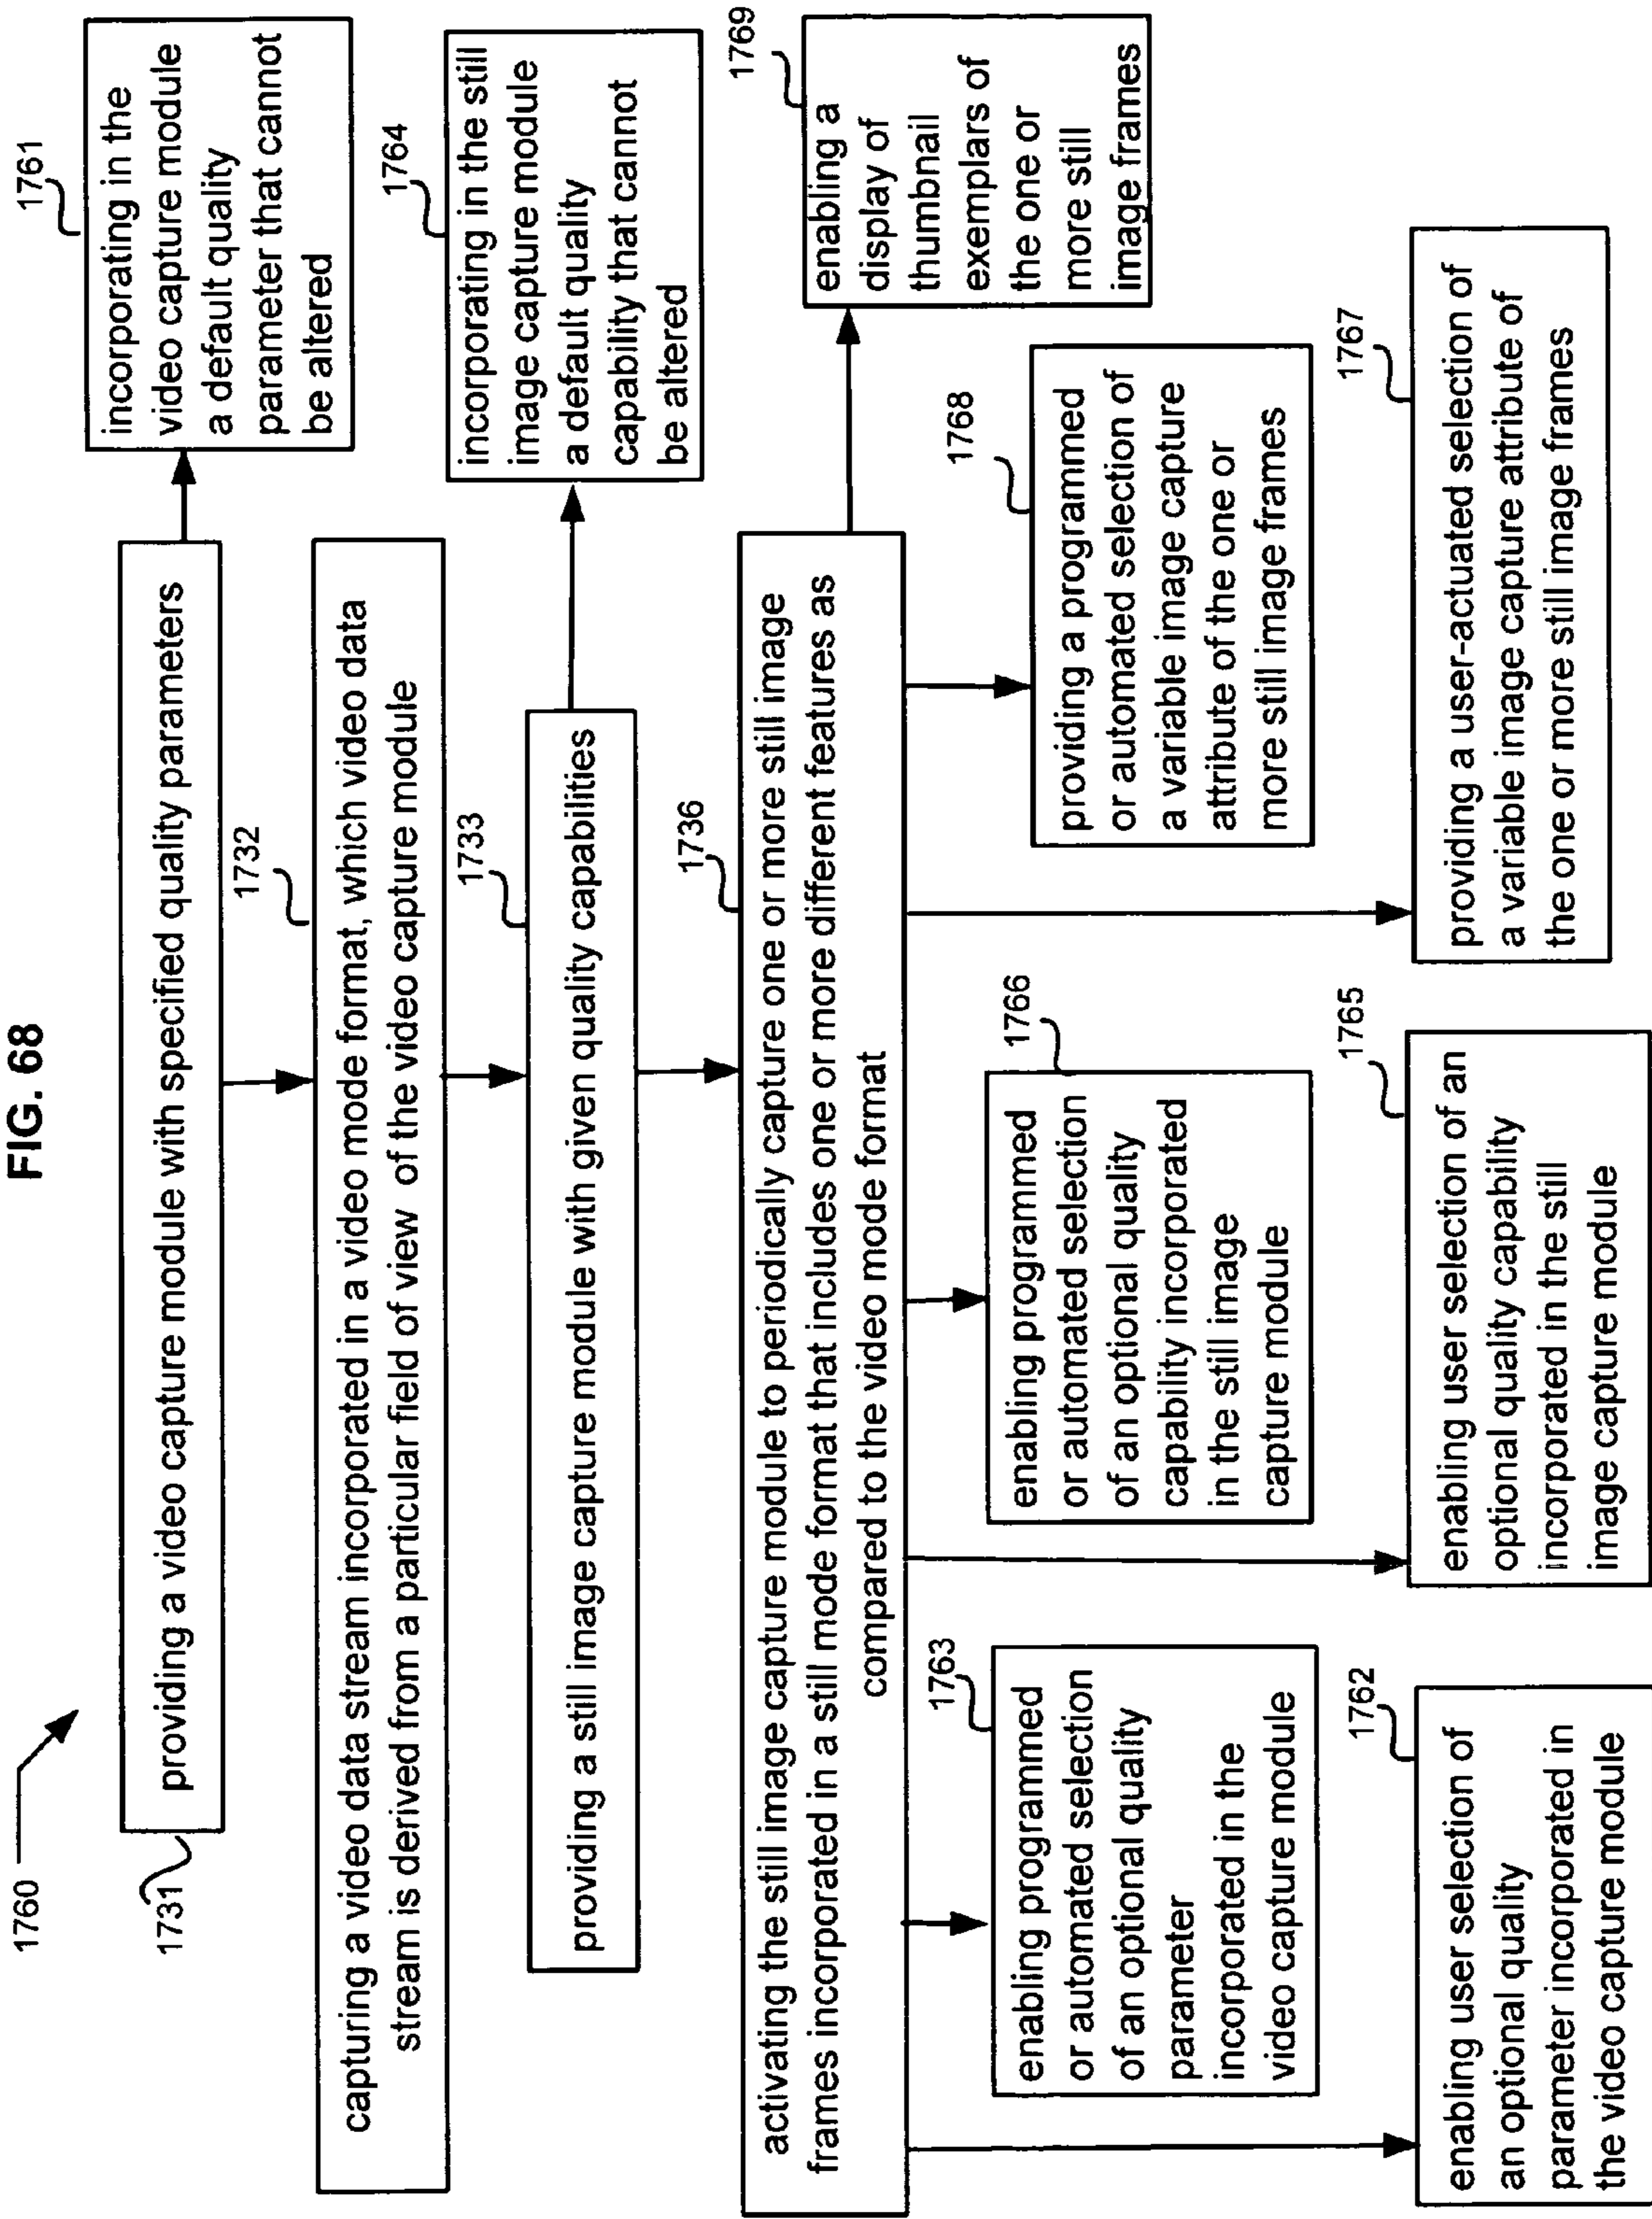 FIG. 68
1760
1731
providing a video capture module with specified quality parameters
1761
incorporating in the
video capture module
a default quality
parameter that cannot
be altered
1732
capturing a video data stream incorporated in a video mode format, which video data
stream is derived from a particular field of view of the video capture module
1733
providing a still image capture module with given quality capabilities
1764
incorporating in the still
image capture module
a default quality
capability that cannot
be altered
1736
activating the still image capture module to periodically capture one or more still image
frames incorporated in a still mode format that includes one or more different features as
compared to the video mode format
1769
enabling a
display of
thumbnail
exemplars of
the one or
more still
image frames
1763
enabling programmed
or automated selection
of an optional quality
parameter
incorporated in the
video capture module
1766
enabling programmed
or automated selection
of an optional quality
capability incorporated
in the still image
capture module
1768
providing a programmed
or automated selection of
a variable image capture
attribute of the one or
more still image frames
1762
enabling user selection of
an optional quality
parameter incorporated in
the video capture module
1765
enabling user selection of an
optional quality capability
incorporated in the still
image capture module
1767
providing a user-actuated selection of
a variable image capture attribute of
the one or more still image frames